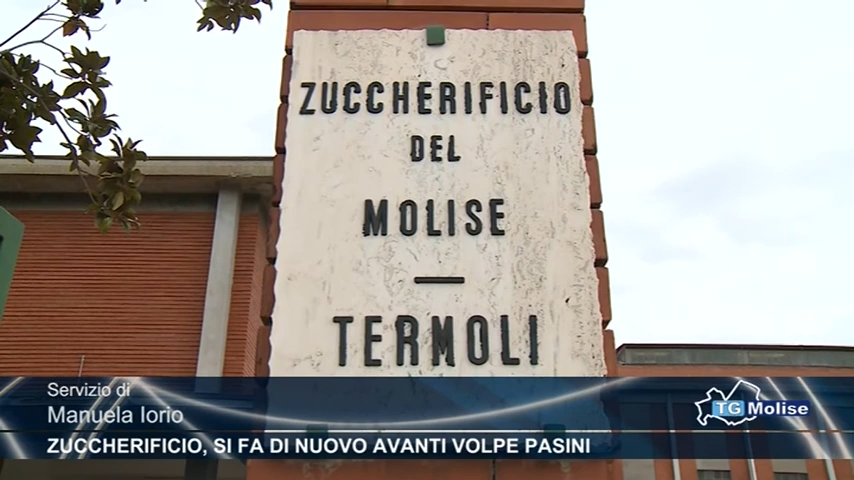 ZUCCHERIFICIO
DEL
MOLISE
—
TERMOLI
Servizio di
Manuela Iorio
TG Molise
ZUCCHERIFICIO, SI FA DI NUOVO AVANTI VOLPE PASINI